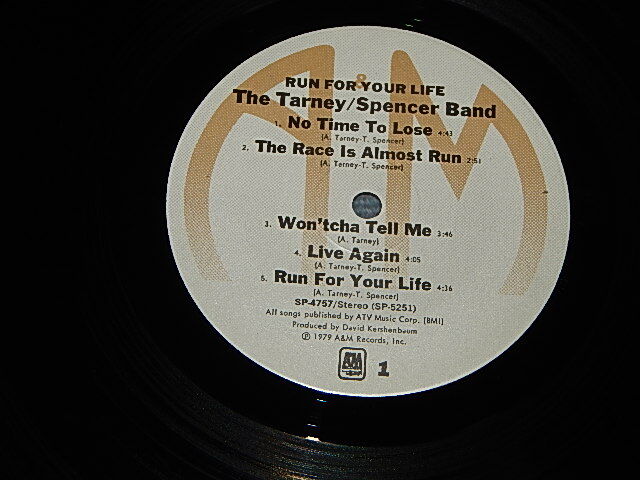 A&M
RUN FOR YOUR LIFE
The Tarney/Spencer Band
1. No Time To Lose 4:43
(A. Tarney-T. Spencer)
2. The Race Is Almost Run 2:51
(A. Tarney-T. Spencer)
3. Won'tcha Tell Me 3:46
(A. Tarney)
4. Live Again 4:05
(A. Tarney-T. Spencer)
5. Run For Your Life 4:36
(A. Tarney-T. Spencer)
SP-4757/Stereo (SP-5251)
All songs published by ATV Music Corp. [BMI]
Produced by David Kershenbaum
℗ 1979 A&M Records, Inc.
A&M 1